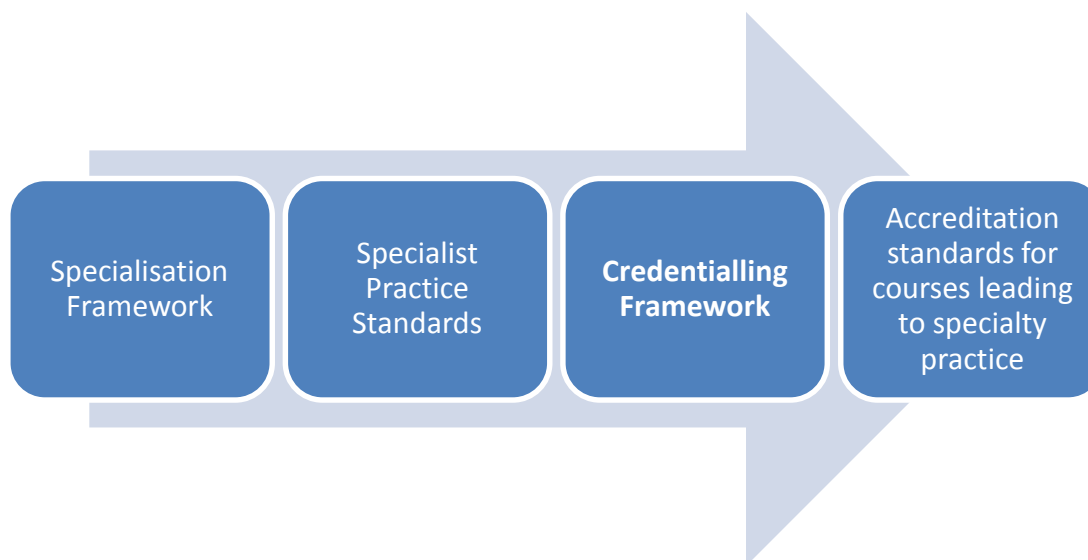 Specialisation
Framework
Specialist
Practice
Standards
Credentialling
Framework
Accreditation
standards for
courses leading
to specialty
practice